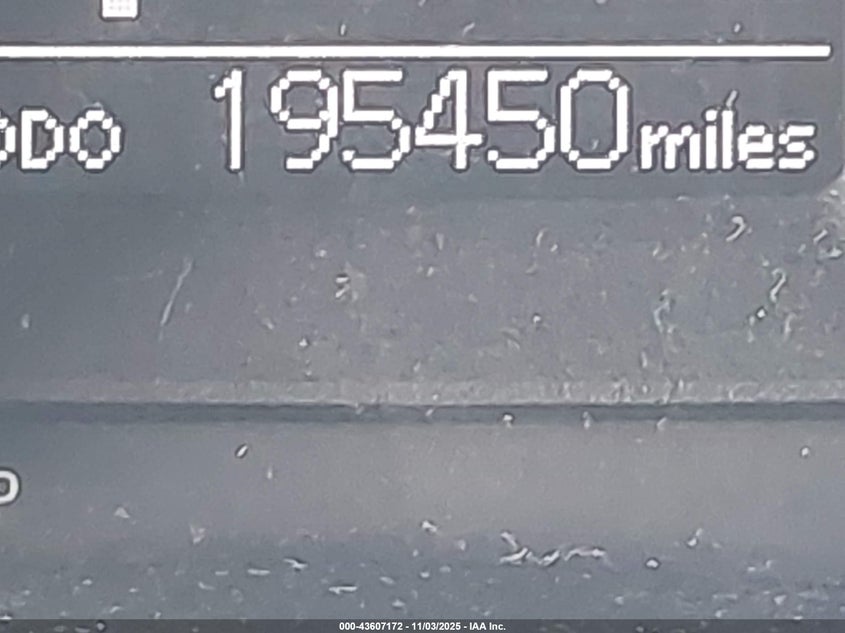 ODO 195450 miles
000-43607172 - 11/03/2025 - IAA Inc.